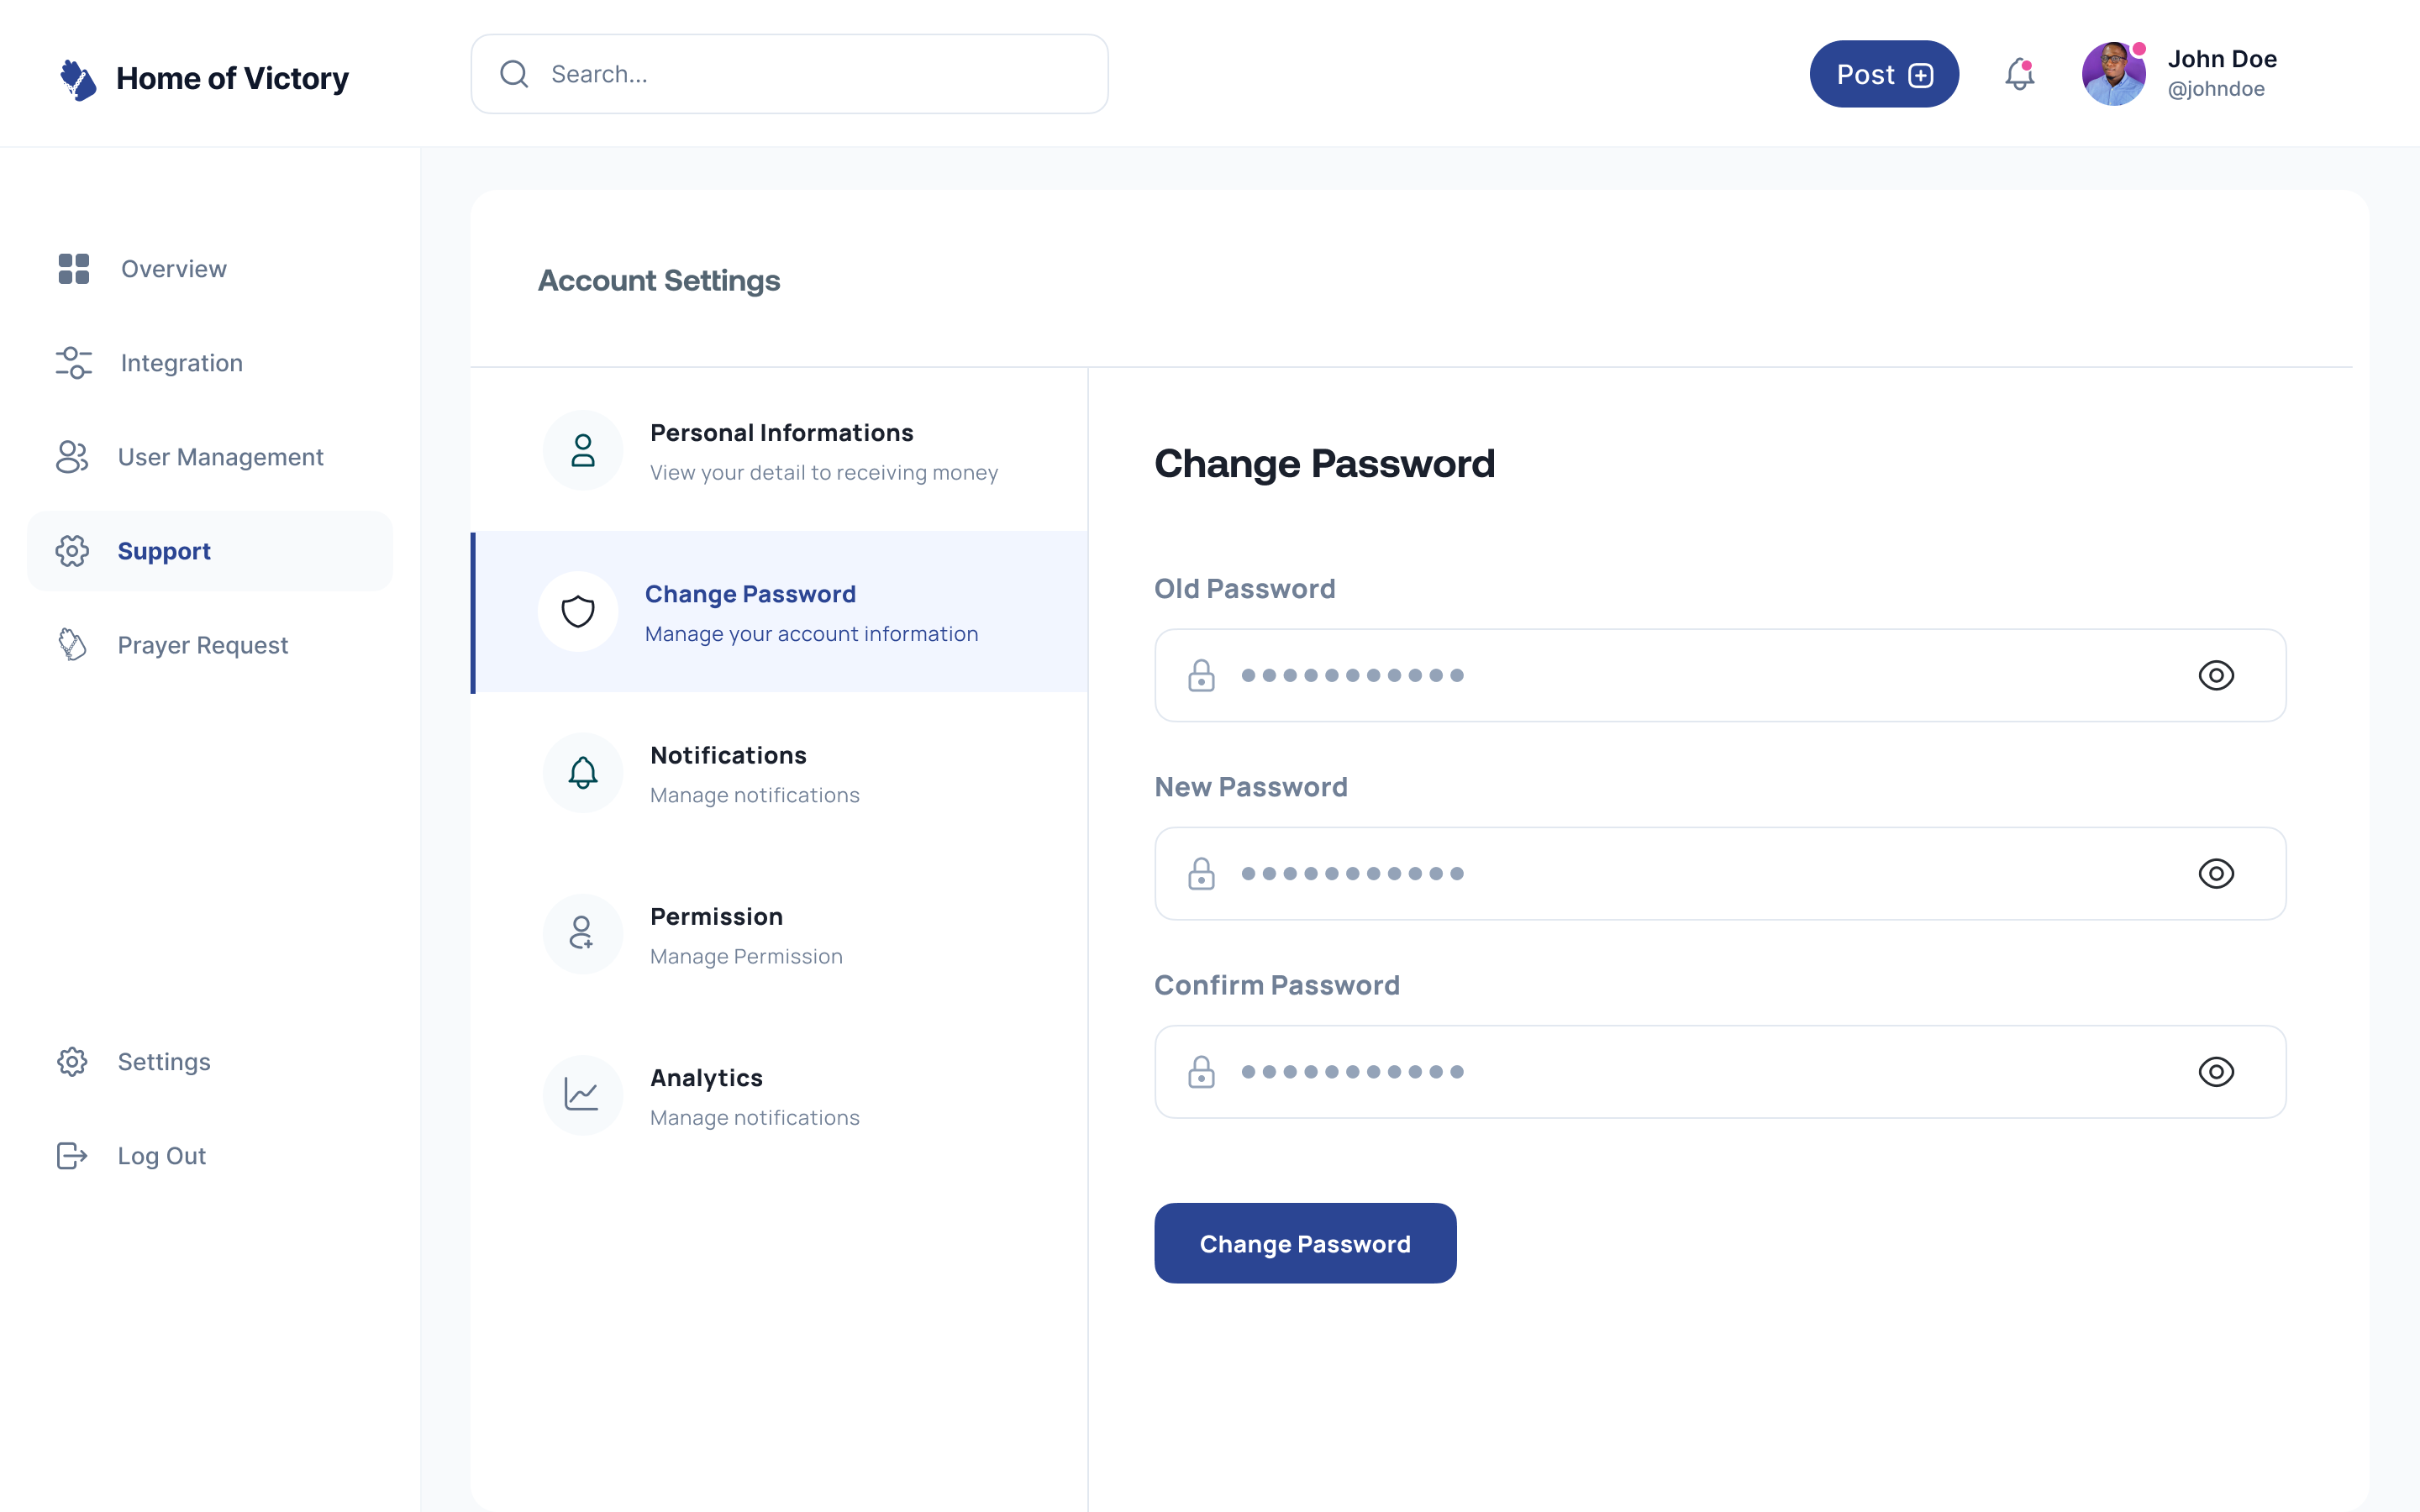 Home of Victory
Search...
Post
John Doe
@johndoe
Overview
Integration
User Management
Support
Prayer Request
Settings
Log Out
Account Settings
Personal Informations
View your detail to receiving money
Change Password
Manage your account information
Notifications
Manage notifications
Permission
Manage Permission
Analytics
Manage notifications
Change Password
Old Password
New Password
Confirm Password
Change Password